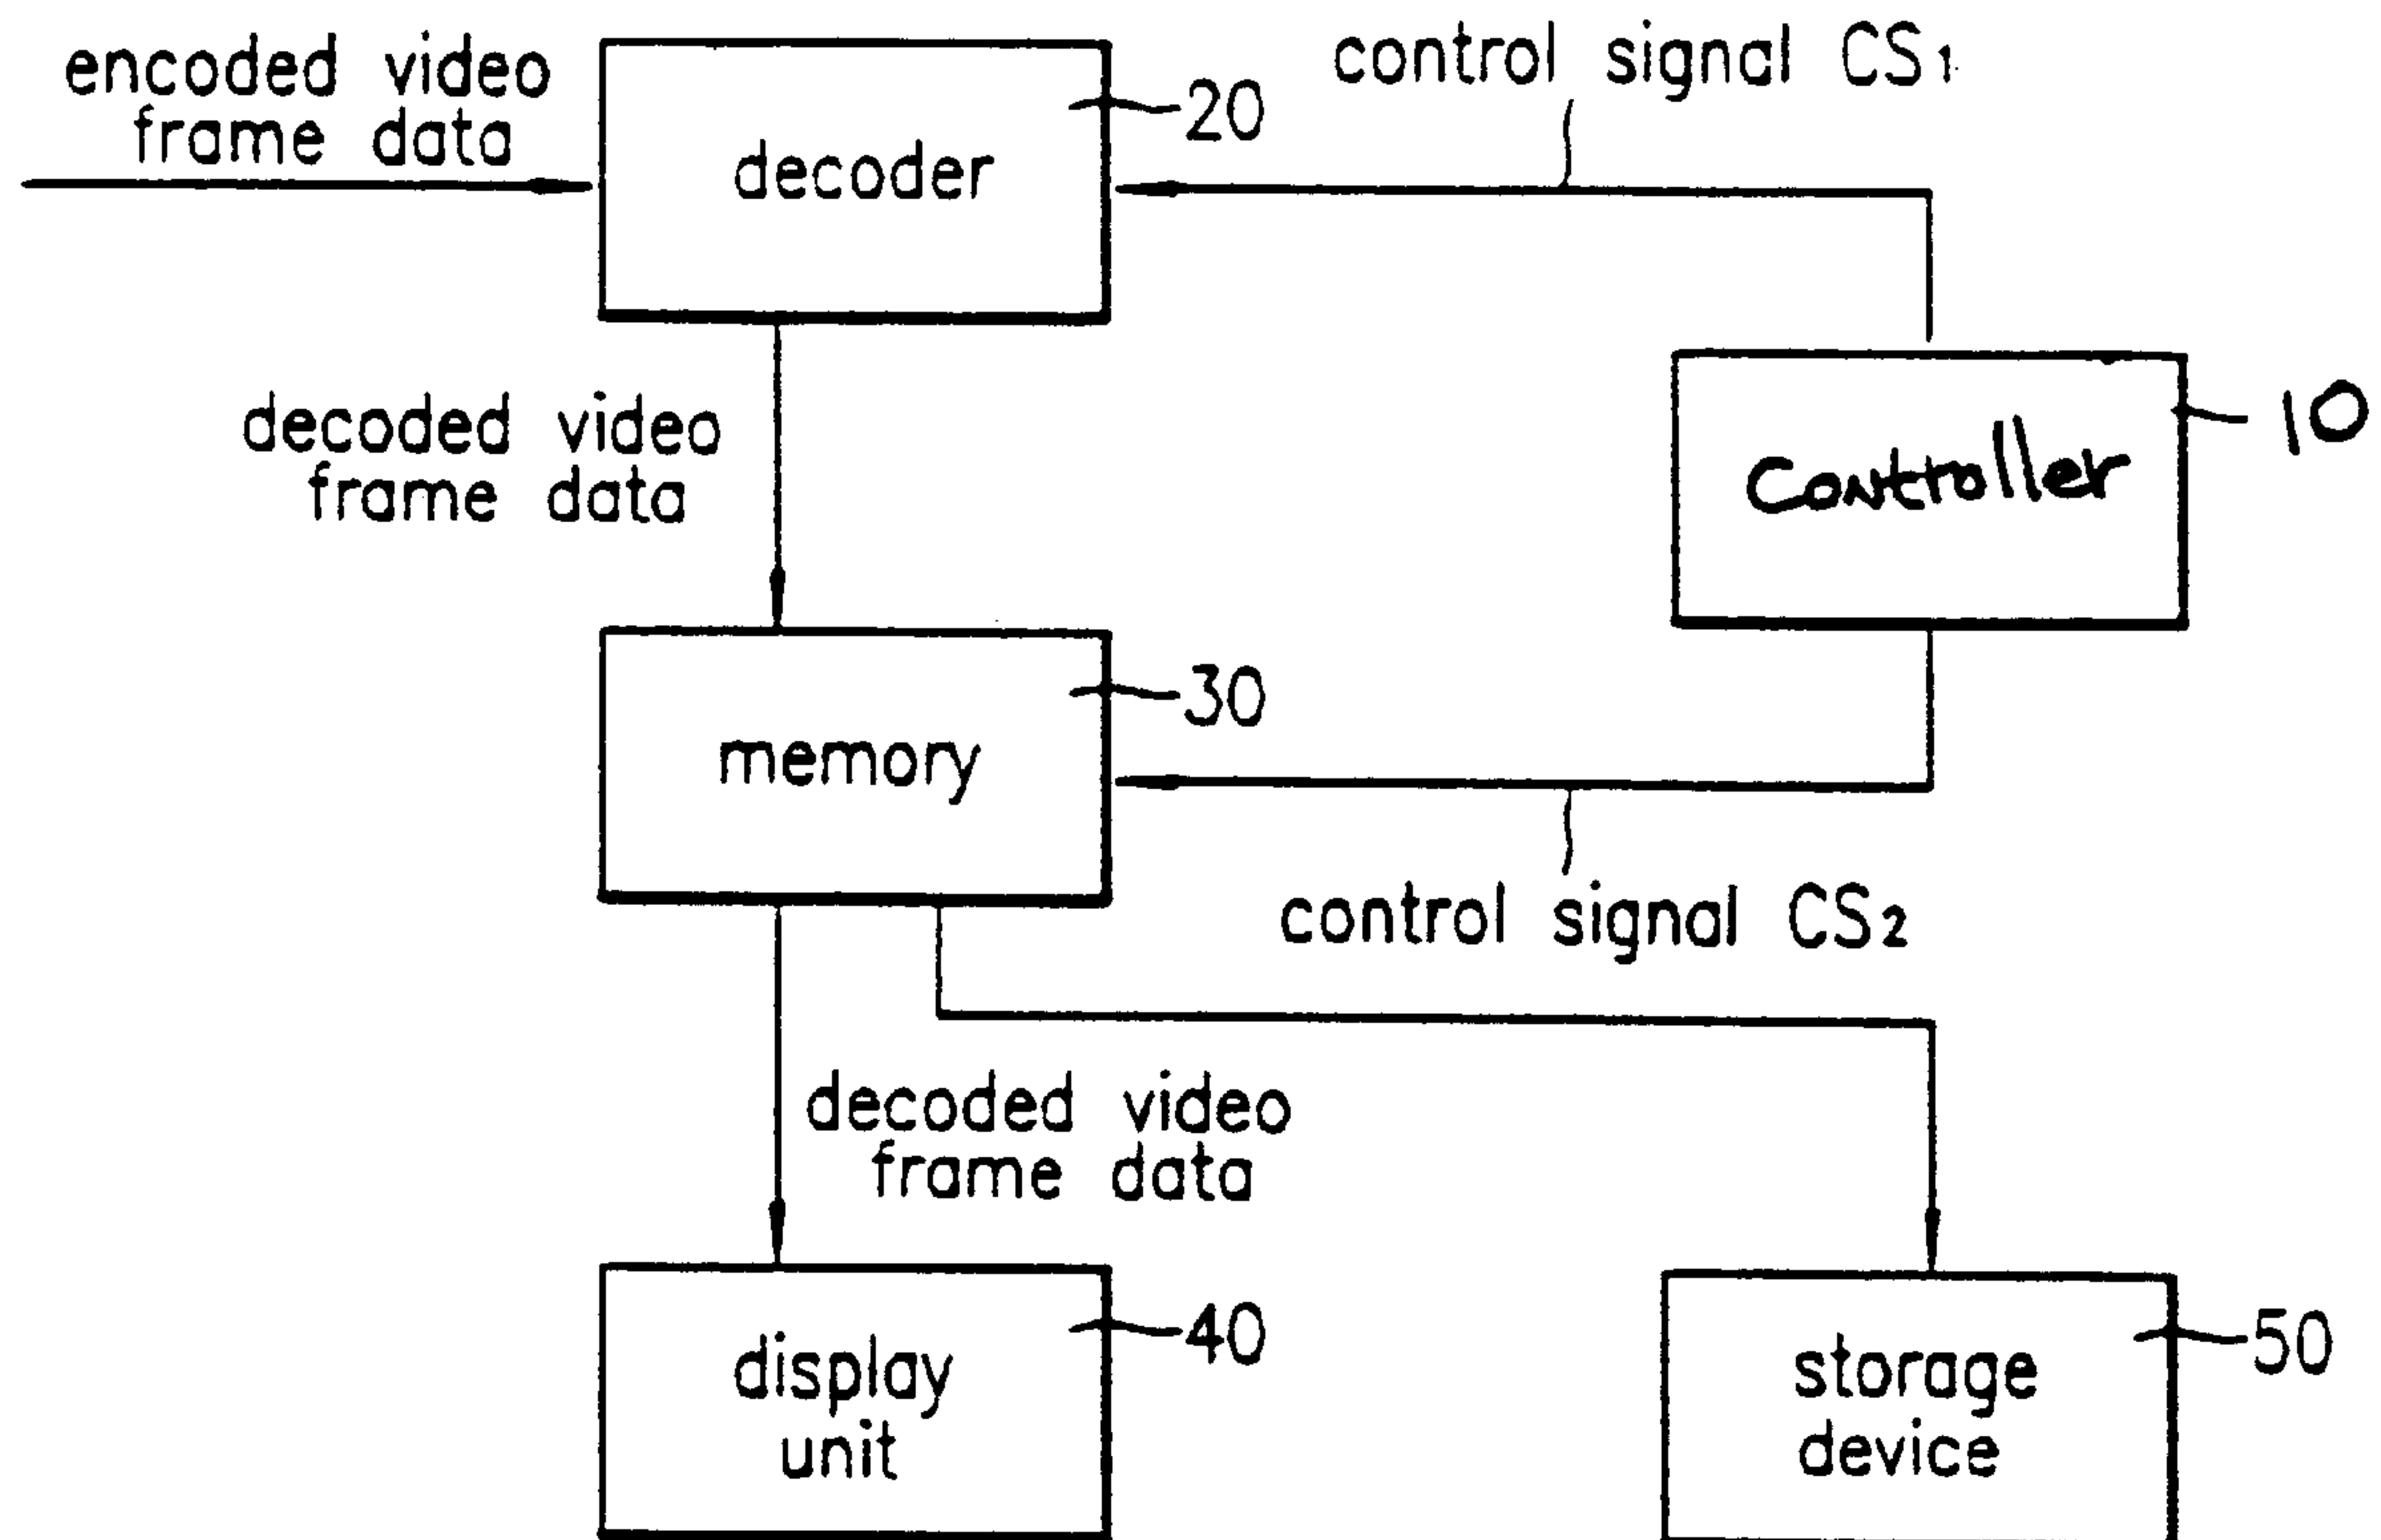 encoded video
frame data
decoder
20
control signal CS1
decoded video
frame data
Controller
10
memory
30
control signal CS2
decoded video
frame data
display
unit
40
storage
device
50